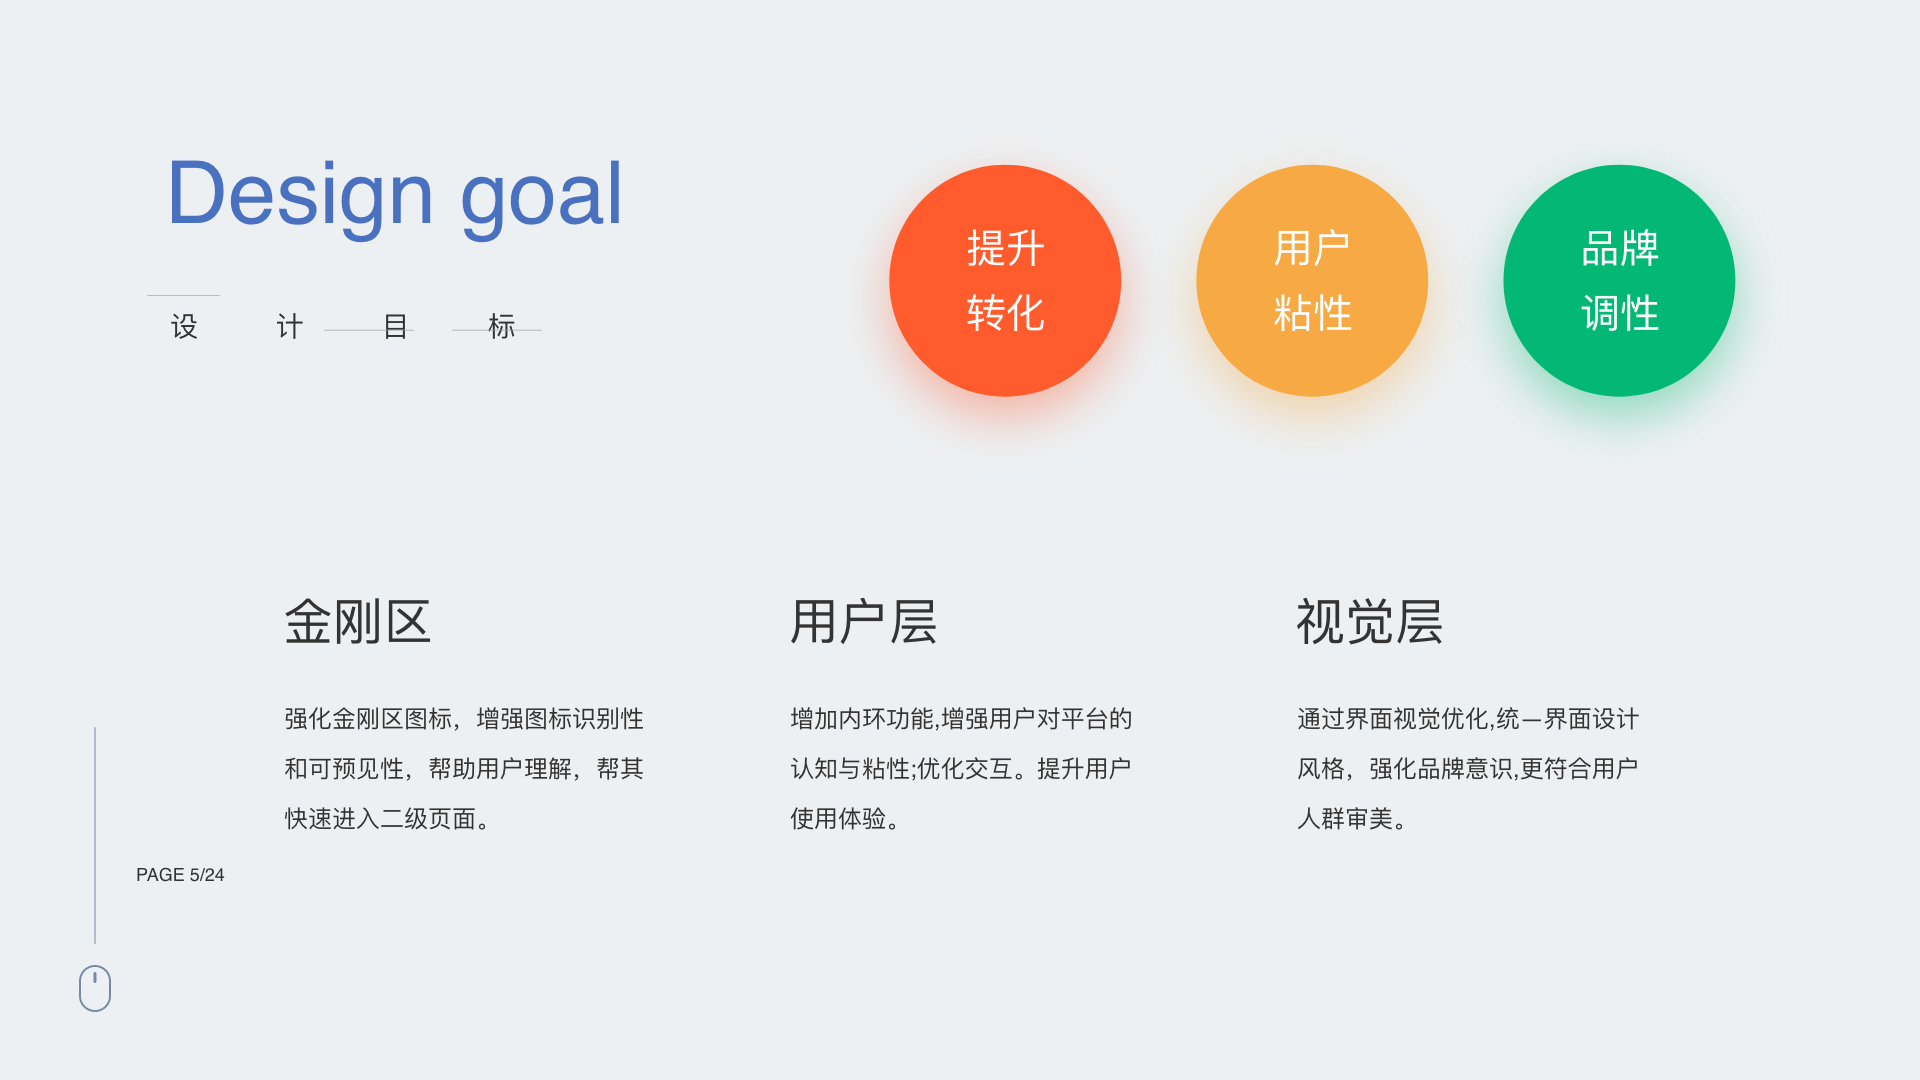 Design goal
设 计 目 标
提升
转化
用户
粘性
品牌
调性
金刚区
强化金刚区图标，增强图标识别性
和可预见性，帮助用户理解，帮其
快速进入二级页面。
用户层
增加内环功能,增强用户对平台的
认知与粘性;优化交互。提升用户
使用体验。
视觉层
通过界面视觉优化,统—界面设计
风格，强化品牌意识,更符合用户
人群审美。
PAGE 5/24